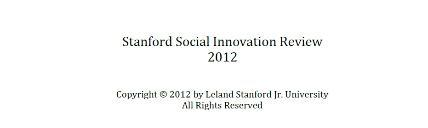 Stanford Social Innovation Review
2012
Copyright © 2012 by Leland Stanford Jr. University
All Rights Reserved